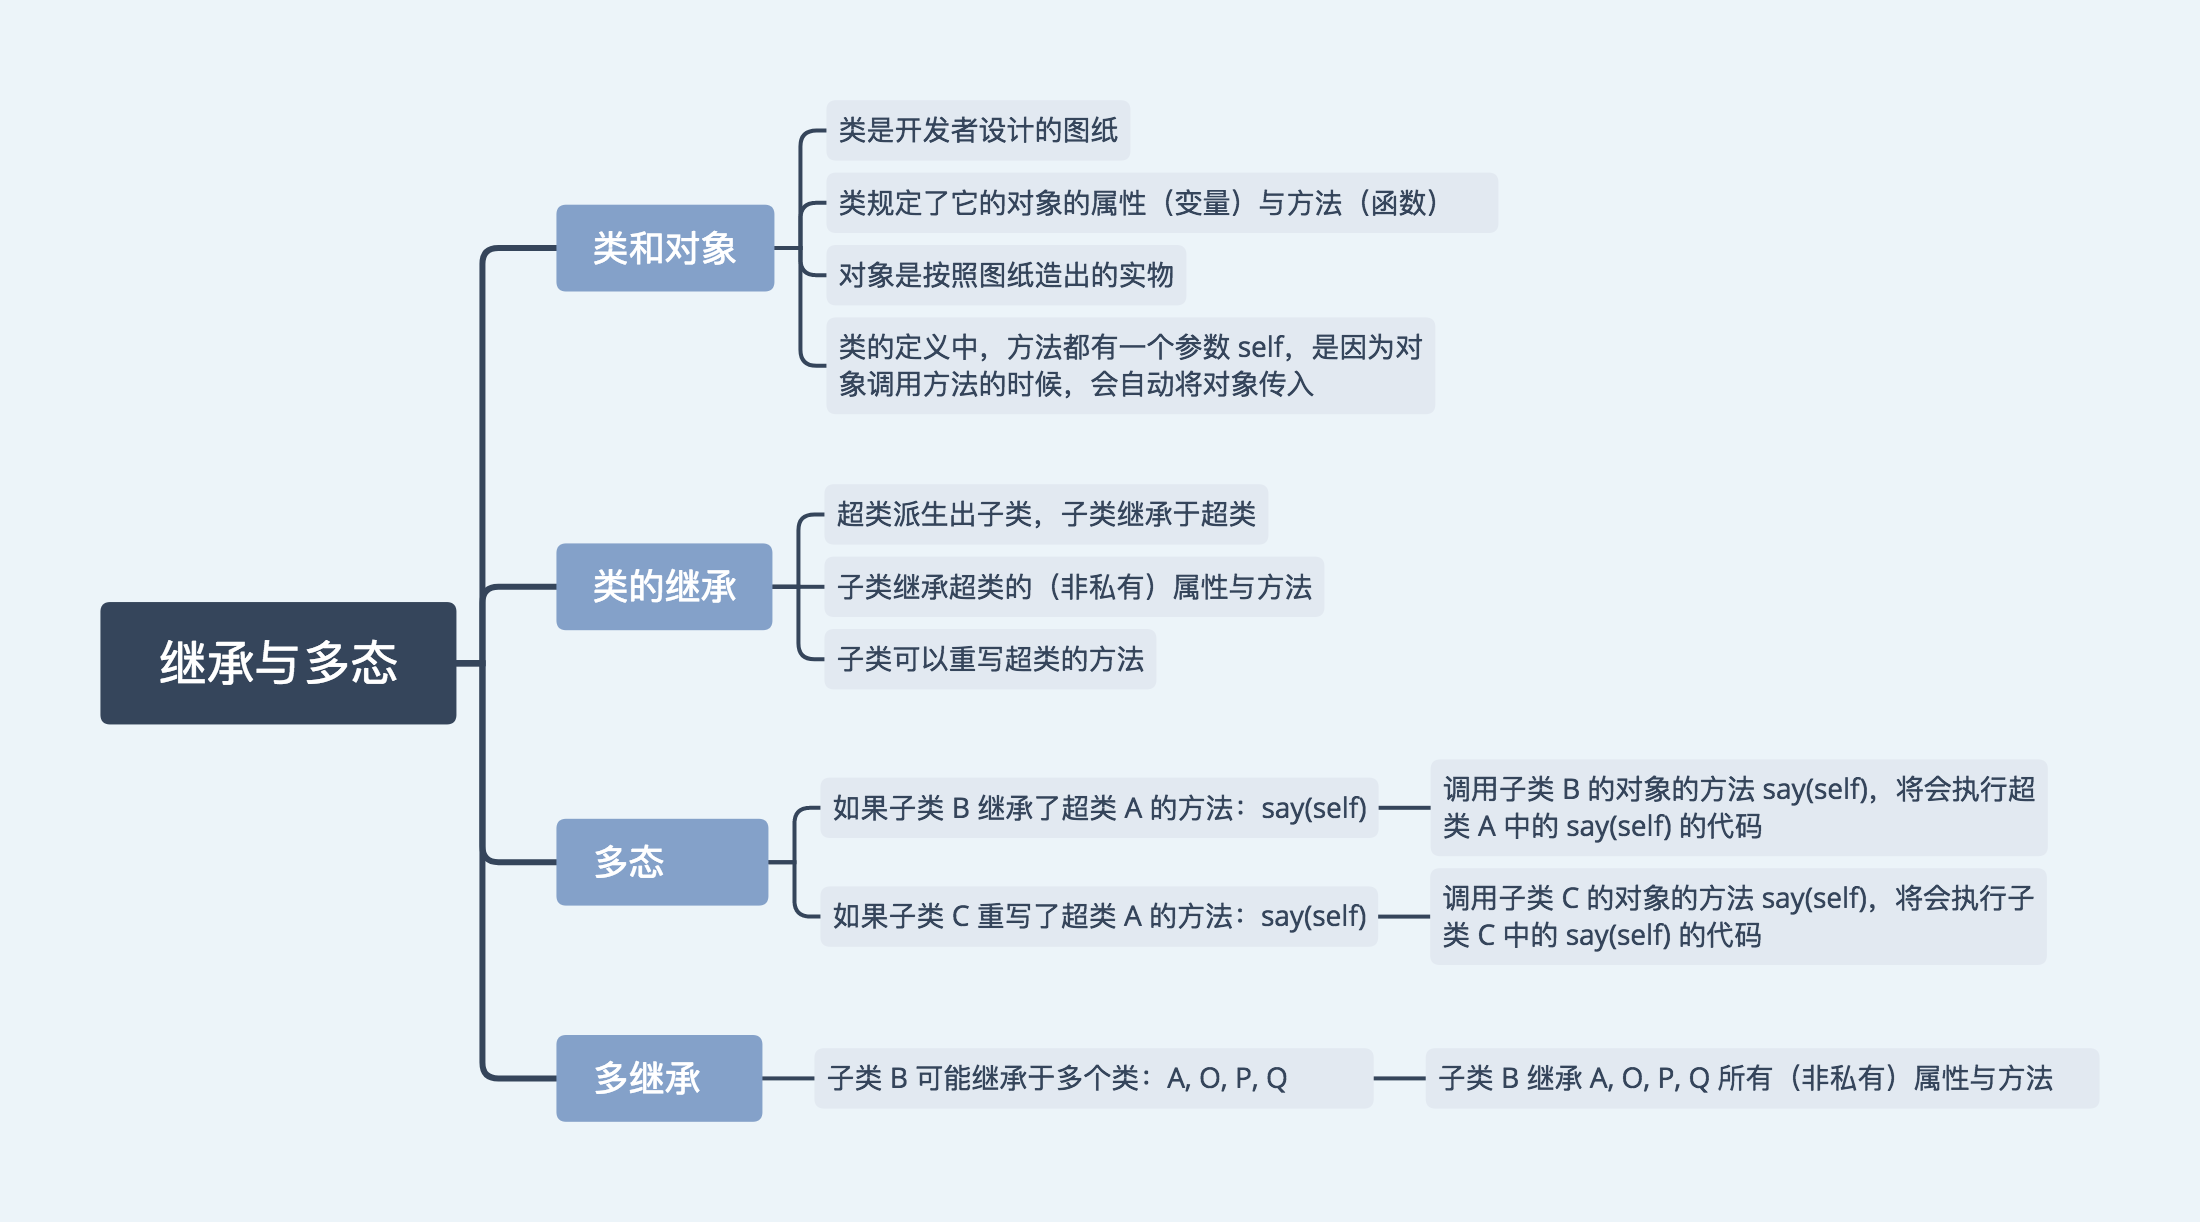 继承与多态
类和对象
类是开发者设计的图纸
类规定了它的对象的属性（变量）与方法（函数）
对象是按照图纸造出的实物
类的定义中，方法都有一个参数 self，是因为对
象调用方法的时候，会自动将对象传入
类的继承
超类派生出子类，子类继承于超类
子类继承超类的（非私有）属性与方法
子类可以重写超类的方法
多态
如果子类 B 继承了超类 A 的方法：say(self)
调用子类 B 的对象的方法 say(self)，将会执行超
类 A 中的 say(self) 的代码
如果子类 C 重写了超类 A 的方法：say(self)
调用子类 C 的对象的方法 say(self)，将会执行子
类 C 中的 say(self) 的代码
多继承
子类 B 可能继承于多个类：A, O, P, Q
子类 B 继承 A, O, P, Q 所有（非私有）属性与方法